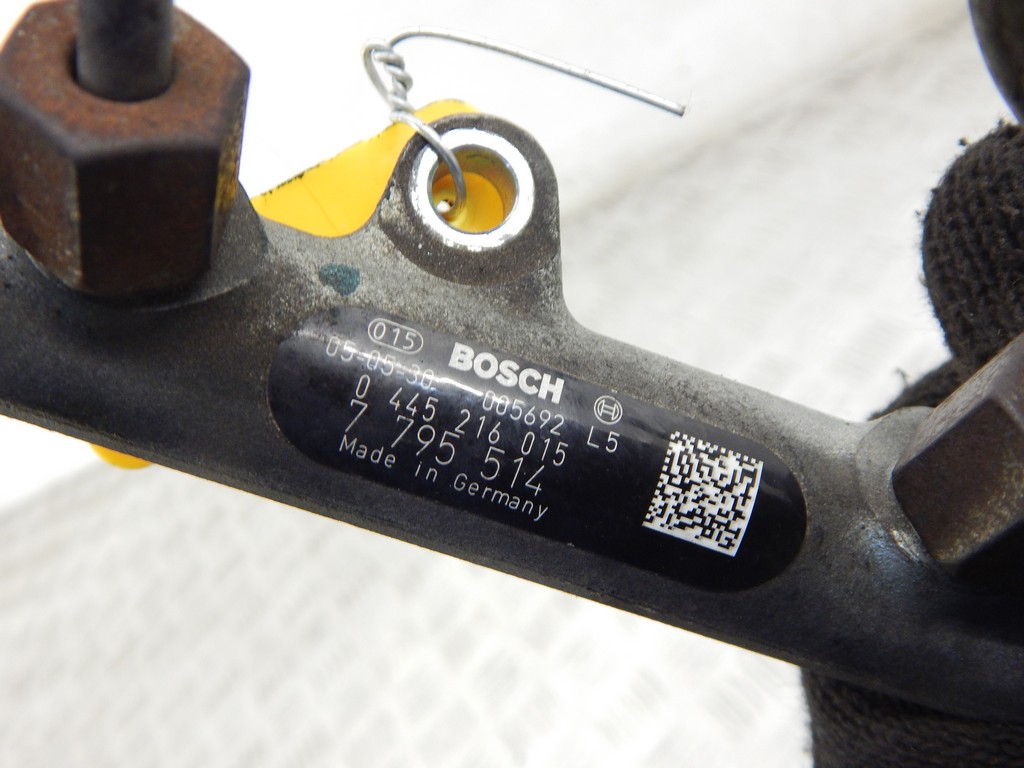 015 BOSCH
05-05-30 005692 L5
0 445 216 015
7 795 514
Made in Germany